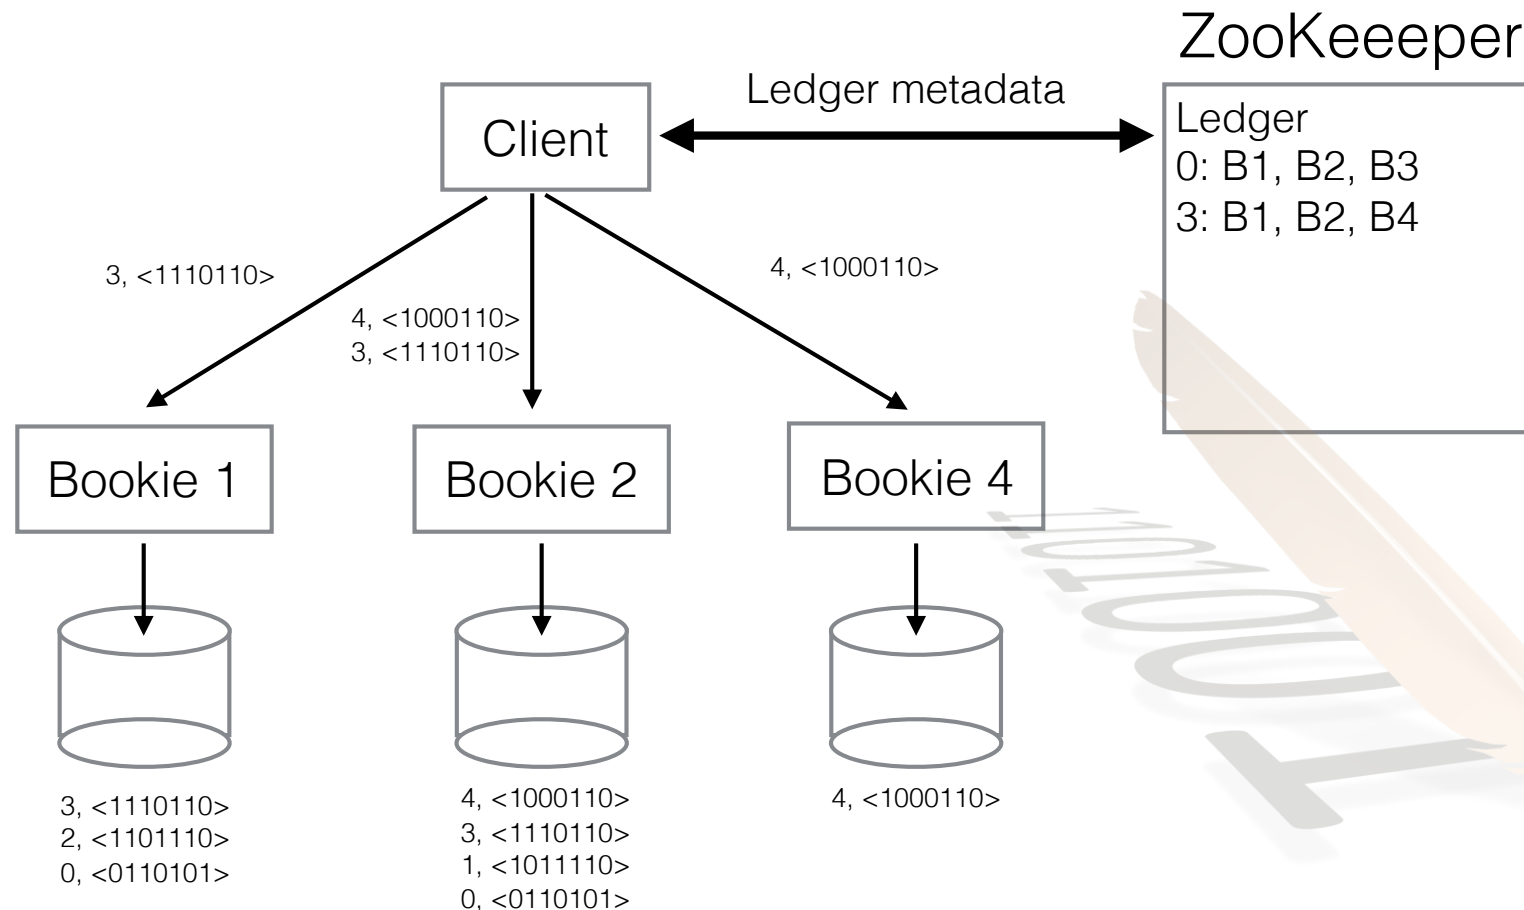 ZooKeeeper
Ledger metadata
Client
Ledger
0: B1, B2, B3
3: B1, B2, B4
3, <1110110>
4, <1000110>
3, <1110110>
4, <1000110>
Bookie 1
Bookie 2
Bookie 4
3, <1110110>
2, <1101110>
0, <0110101>
4, <1000110>
3, <1110110>
1, <1011110>
0, <0110101>
4, <1000110>